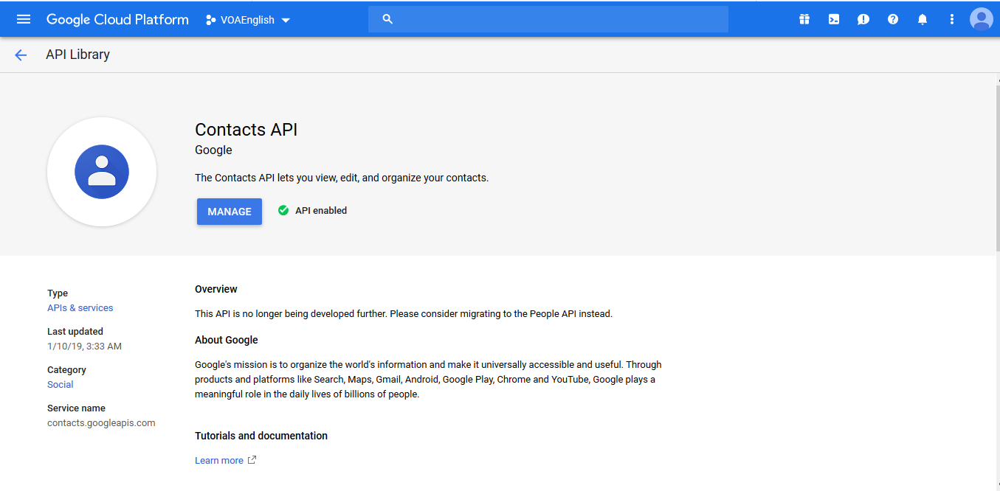 Google Cloud Platform
VOAEnglish
API Library
Contacts API
Google
The Contacts API lets you view, edit, and organize your contacts.
MANAGE
API enabled
Type
APIs & services
Last updated
1/10/19, 3:33 AM
Category
Social
Service name
contacts.googleapis.com
Overview
This API is no longer being developed further. Please consider migrating to the People API instead.
About Google
Google's mission is to organize the world's information and make it universally accessible and useful. Through
products and platforms like Search, Maps, Gmail, Android, Google Play, Chrome and YouTube, Google plays a
meaningful role in the daily lives of billions of people.
Tutorials and documentation
Learn more